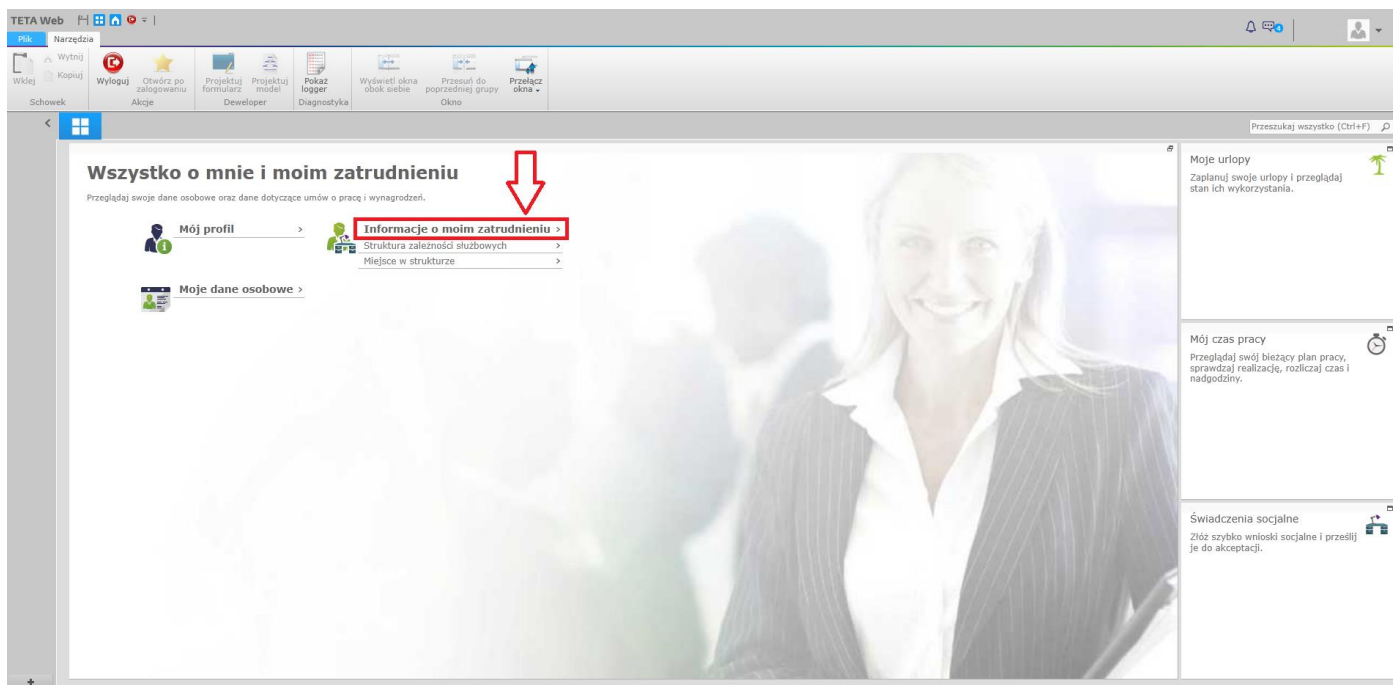 TETA Web
Plik Narzędzia
Wklej
Wytnij
Kopiuj
Wyloguj
Otwórz po
zalogowaniu
Projektuj
formularz
Projektuj
model
Pokaż
logger
Wyświetl okna
obok siebie
Przesuń do
poprzedniej grupy
Przełącz
okna
Schowek Akcje Deweloper Diagnostyka Okno
Przeszukaj wszystko (Ctrl+F)
Wszystko o mnie i moim zatrudnieniu
Przeglądaj swoje dane osobowe oraz dane dotyczące umów o pracę i wynagrodzeń.
Mój profil >
Informacje o moim zatrudnieniu >
Struktura zależności służbowych >
Miejsce w strukturze >
Moje dane osobowe >
Moje urlopy
Zaplanuj swoje urlopy i przeglądaj
stan ich wykorzystania.
Mój czas pracy
Przeglądaj swój bieżący plan pracy,
sprawdzaj realizację, rozliczaj czas i
nadgodziny.
Świadczenia socjalne
Złóż szybko wnioski socjalne i prześlij
je do akceptacji.